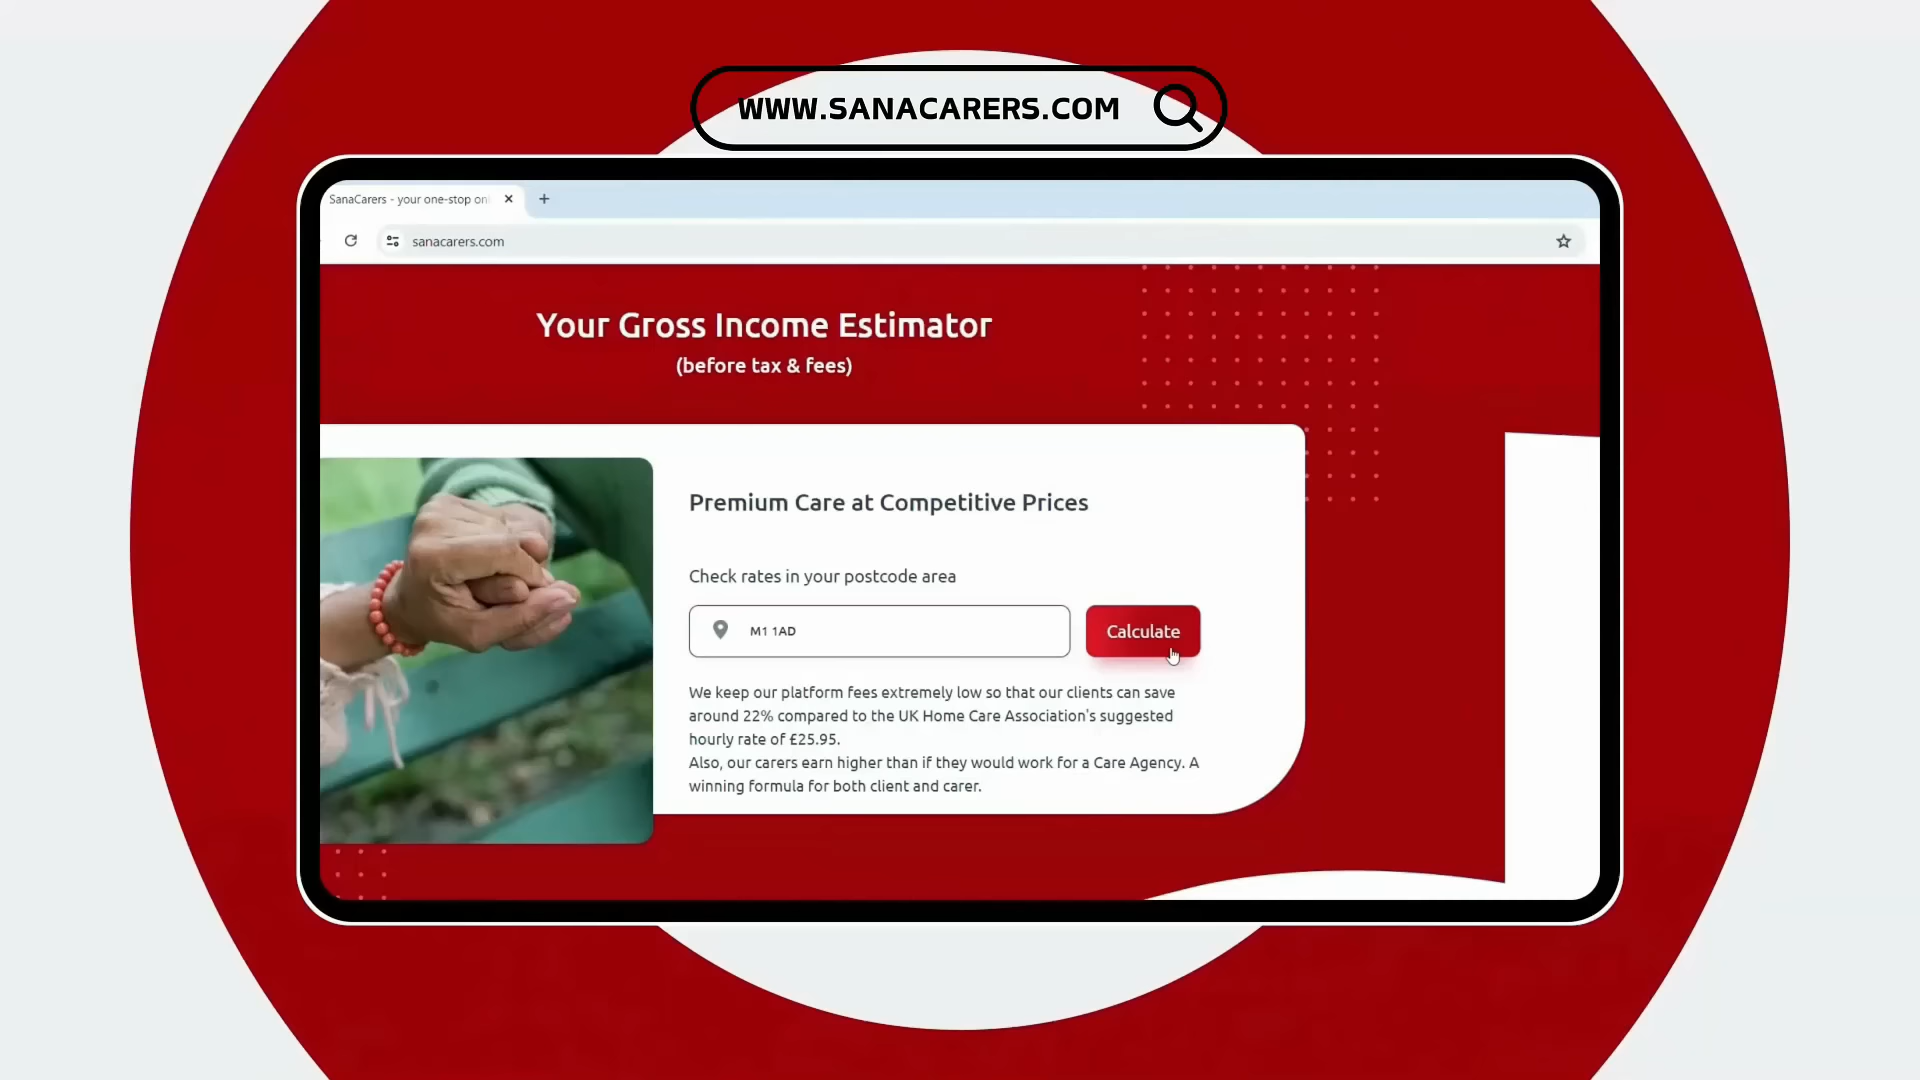 WWW.SANACARERS.COM
SanaCarers - your one-stop on
sanacarers.com
Your Gross Income Estimator
(before tax & fees)
Premium Care at Competitive Prices
Check rates in your postcode area
M1 1AD
Calculate
We keep our platform fees extremely low so that our clients can save
around 22% compared to the UK Home Care Association's suggested
hourly rate of £25.95.
Also, our carers earn higher than if they would work for a Care Agency. A
winning formula for both client and carer.